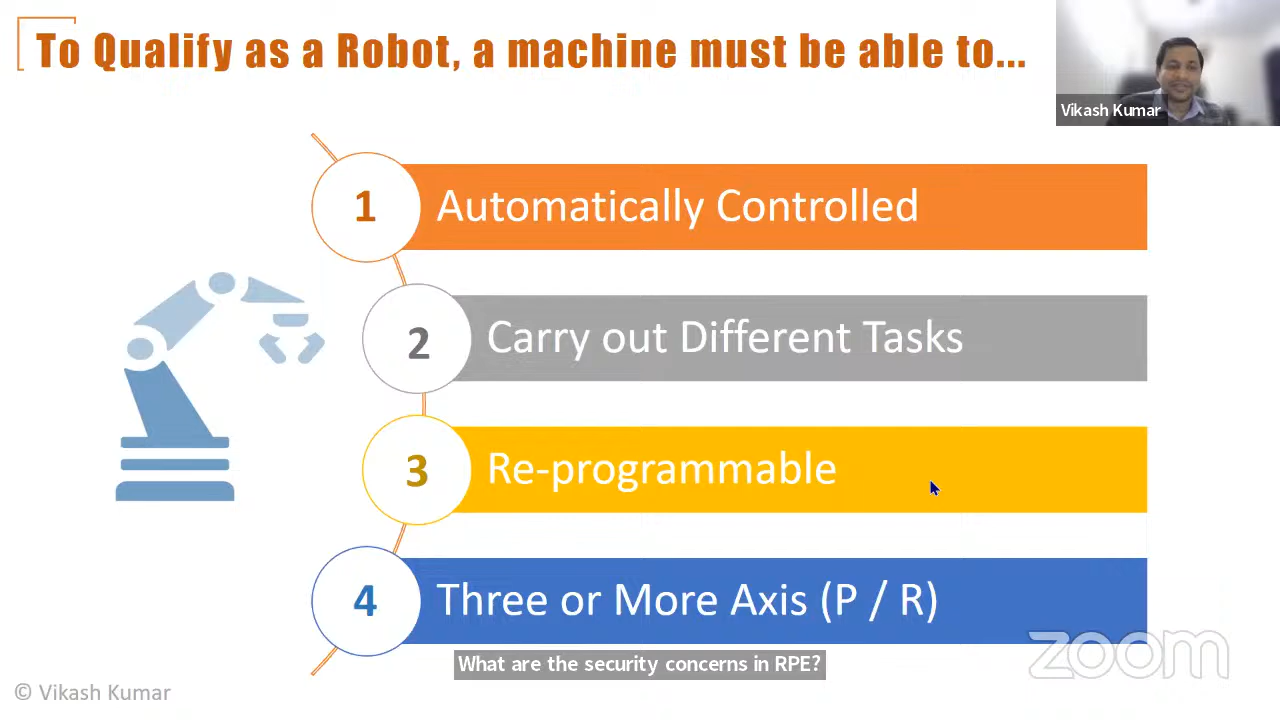 To Qualify as a Robot, a machine must be able to...
Vikash Kumar
1
Automatically Controlled
2
Carry out Different Tasks
3
Re-programmable
4
Three or More Axis (P / R)
What are the security concerns in RPE?
zoom
© Vikash Kumar